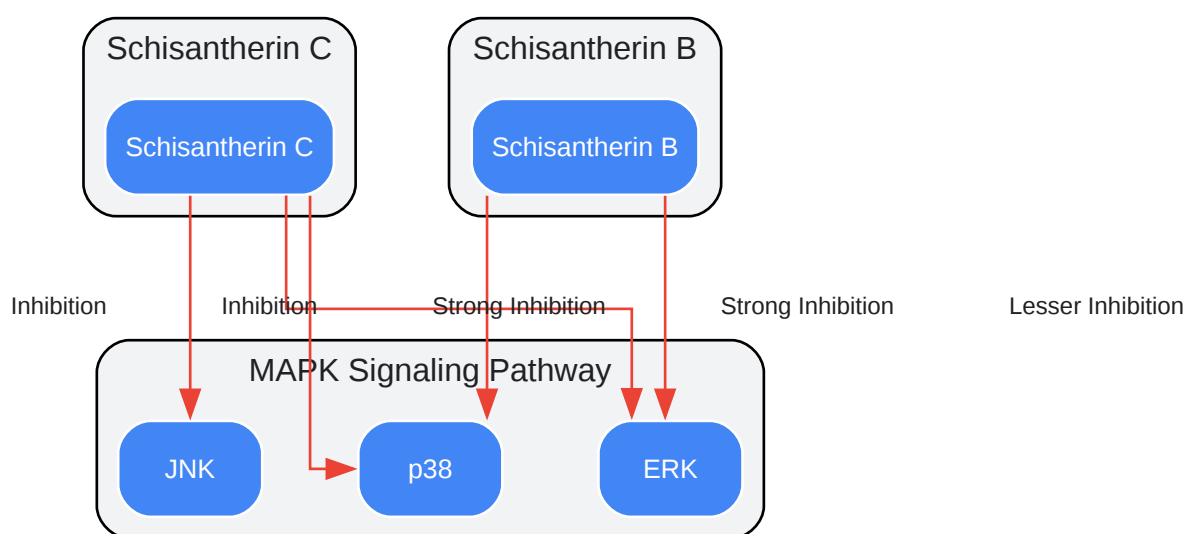 Schisantherin C
Schisantherin B
Schisantherin C
Schisantherin B
Inhibition
Inhibition
Strong Inhibition
Strong Inhibition
Lesser Inhibition
MAPK Signaling Pathway
JNK
p38
ERK